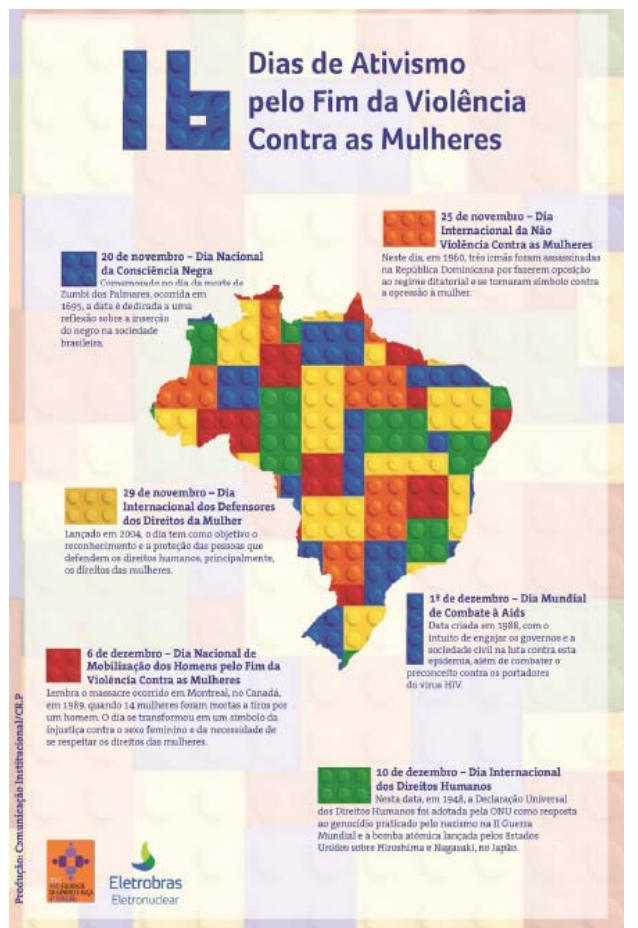 16
Dias de Ativismo
pelo Fim da Violência
Contra as Mulheres
25 de novembro – Dia
Internacional da Não
Violência Contra as Mulheres
Neste dia, em 1960, três irmãs foram assassinadas
na República Dominicana por fazerem oposição
ao regime ditatorial e se tornaram símbolo contra
a opressão à mulher.
20 de novembro – Dia Nacional
da Consciência Negra
Comemorado no dia da morte de
Zumbi dos Palmares, ocorrida em
1695, a data é dedicada a uma
reflexão sobre a inserção
do negro na sociedade
brasileira.
29 de novembro – Dia
Internacional dos Defensores
dos Direitos da Mulher
Lançado em 2004, o dia tem como objetivo o
reconhecimento e a proteção das pessoas que
defendem os direitos humanos, principalmente,
os direitos das mulheres.
1º de dezembro – Dia Mundial
de Combate à Aids
Data criada em 1988, com o
intuito de engajar os governos e a
sociedade civil na luta contra esta
epidemia, além de combater o
preconceito contra os portadores
do vírus HIV.
6 de dezembro – Dia Nacional de
Mobilização dos Homens pelo Fim da
Violência Contra as Mulheres
Lembra o massacre ocorrido em Montreal, no Canadá,
em 1989, quando 14 mulheres foram mortas a tiros por
um homem. O dia se transformou em um símbolo da
injustiça contra o sexo feminino e da necessidade de
se respeitar os direitos das mulheres.
10 de dezembro – Dia Internacional
dos Direitos Humanos
Nesta data, em 1948, a Declaração Universal
dos Direitos Humanos foi adotada pela ONU como resposta
ao genocídio praticado pelo nazismo na II Guerra
Mundial e à bomba atômica lançada pelos Estados
Unidos sobre Hiroshima e Nagasaki, no Japão.
Produção: Comunicação Institucional/CR.P
Eletrobras
Eletronuclear